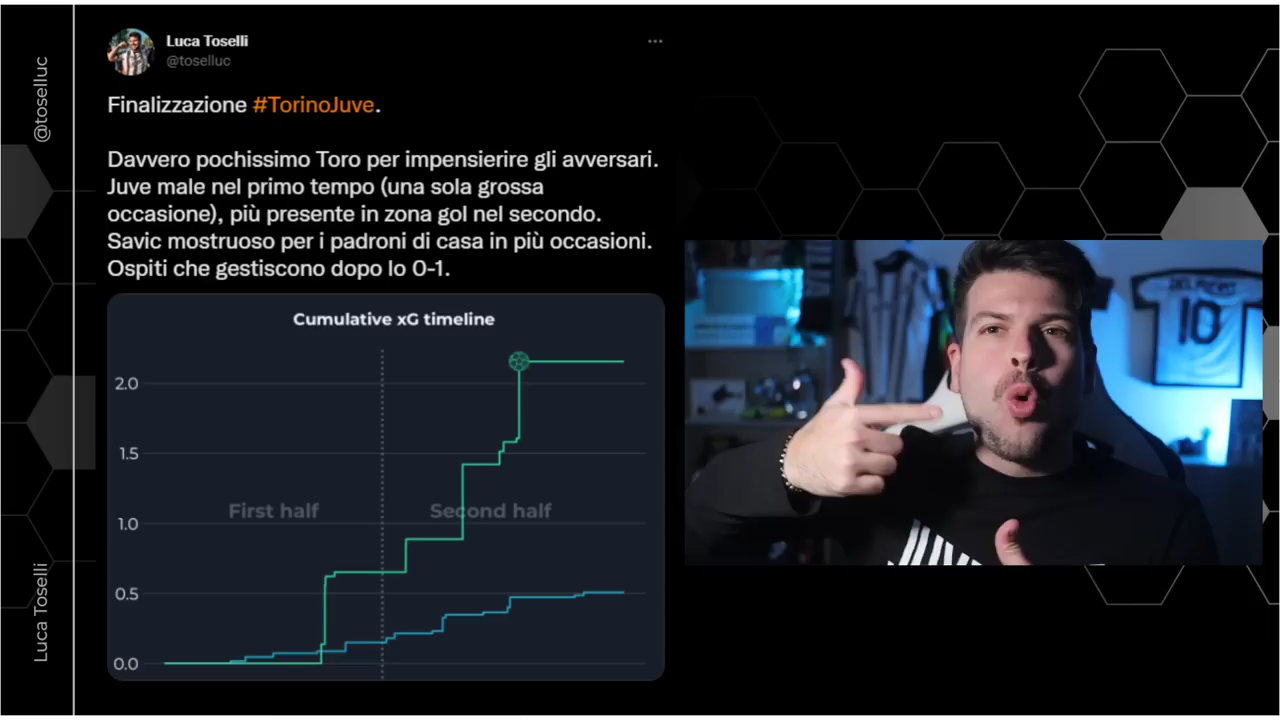 @toselluc
Luca Toselli
Luca Toselli
@toselluc
Finalizzazione #TorinoJuve.
Davvero pochissimo Toro per impensierire gli avversari.
Juve male nel primo tempo (una sola grossa
occasione), più presente in zona gol nel secondo.
Savic mostruoso per i padroni di casa in più occasioni.
Ospiti che gestiscono dopo lo 0-1.
Cumulative xG timeline
2.0
1.5
First half
Second half
1.0
0.5
0.0
10